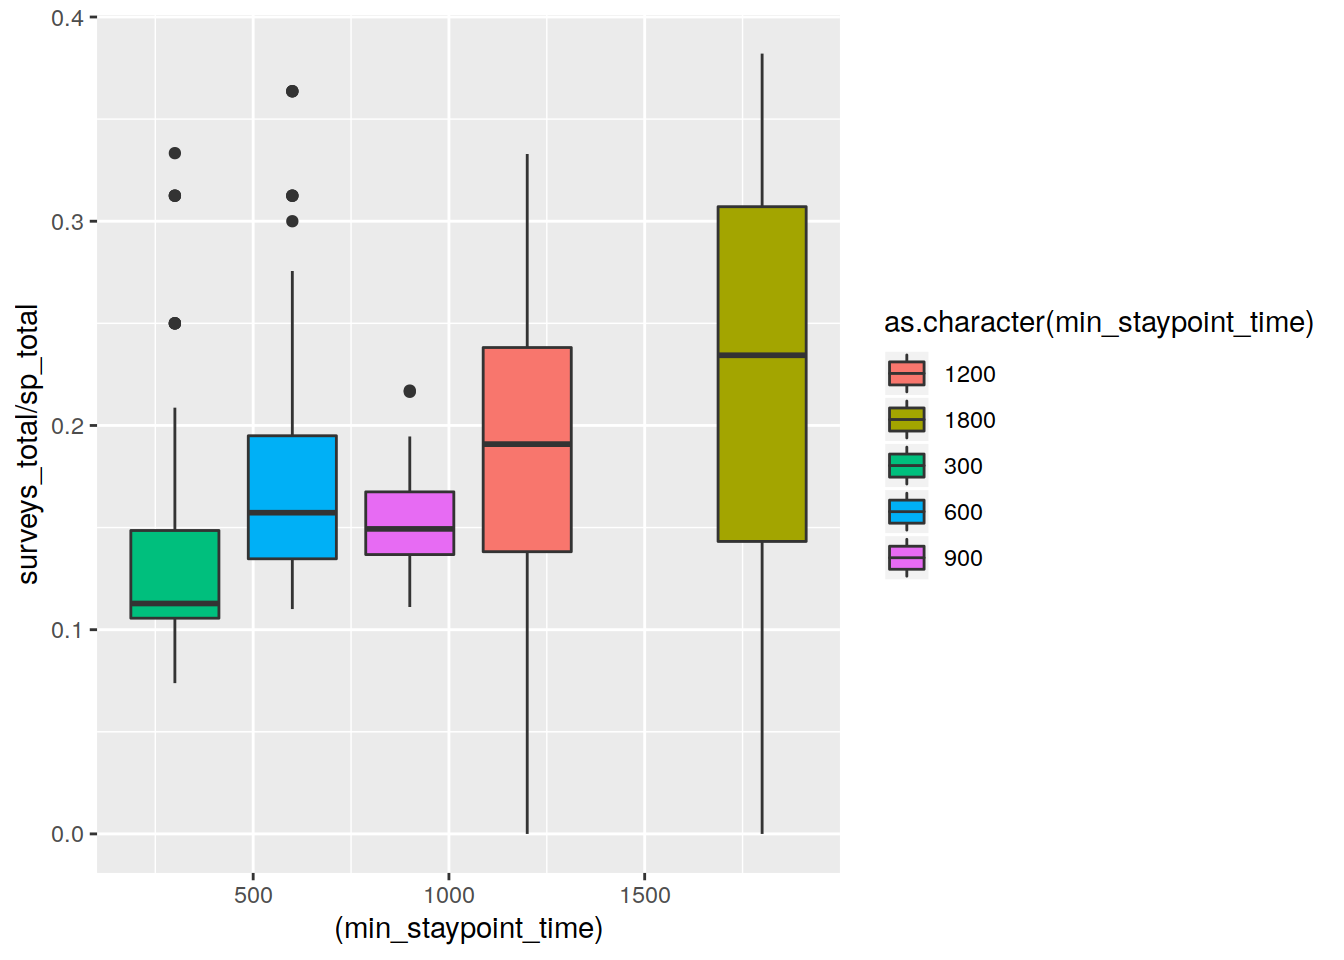 surveys_total/sp_total
0.4
0.3
0.2
0.1
0.0
500 1000 1500
(min_staypoint_time)
as.character(min_staypoint_time)
1200
1800
300
600
900